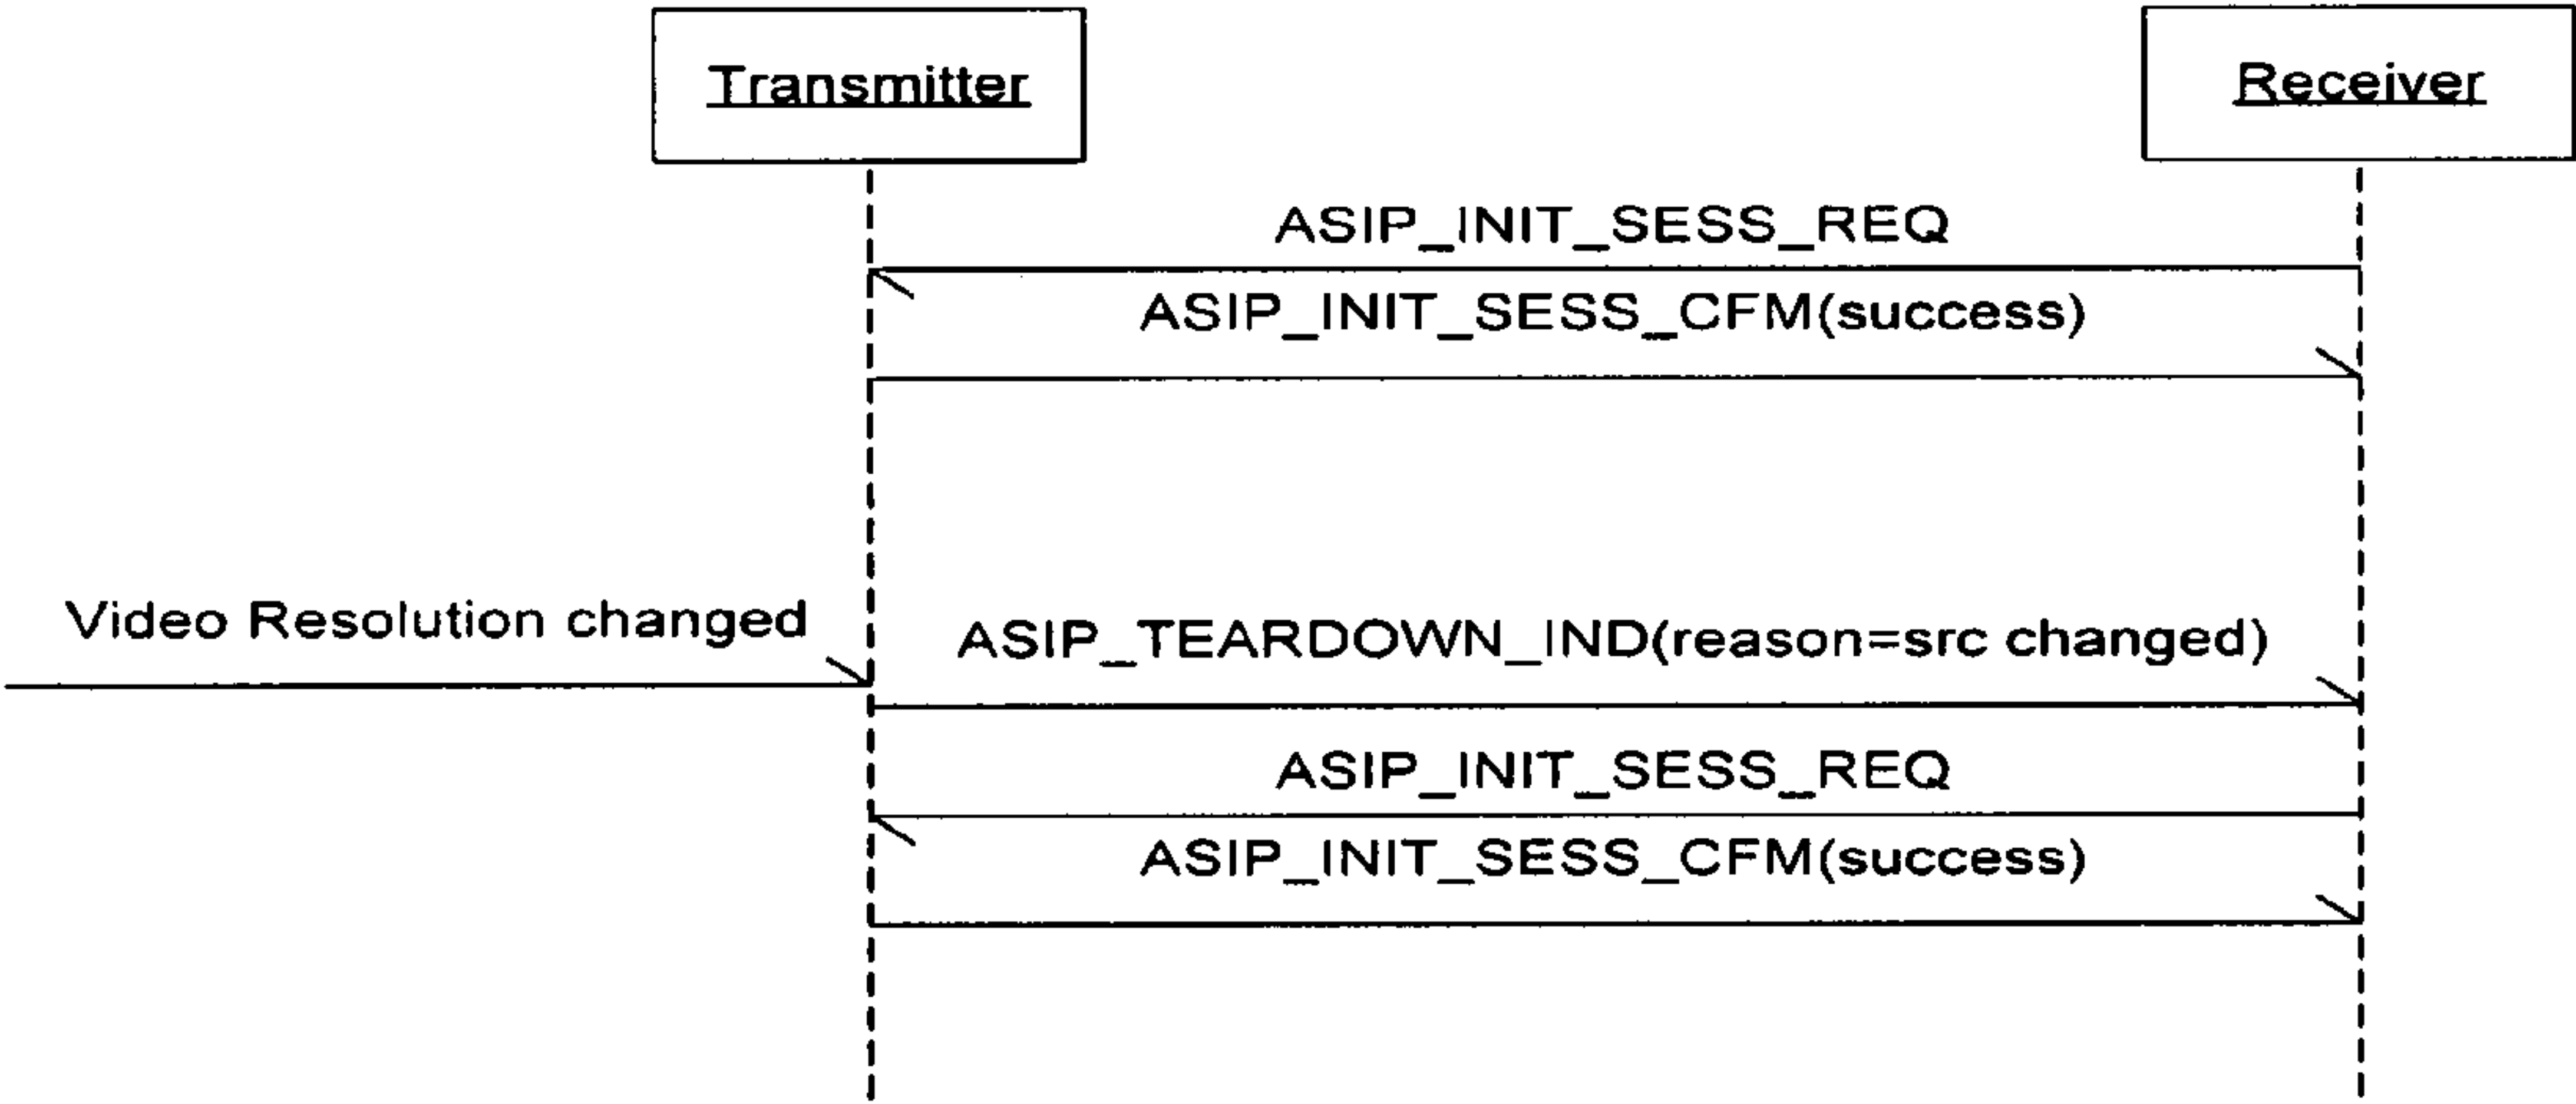 Transmitter
Receiver
ASIP_INIT_SESS_REQ
ASIP_INIT_SESS_CFM(success)
Video Resolution changed
ASIP_TEARDOWN_IND(reason=src changed)
ASIP_INIT_SESS_REQ
ASIP_INIT_SESS_CFM(success)